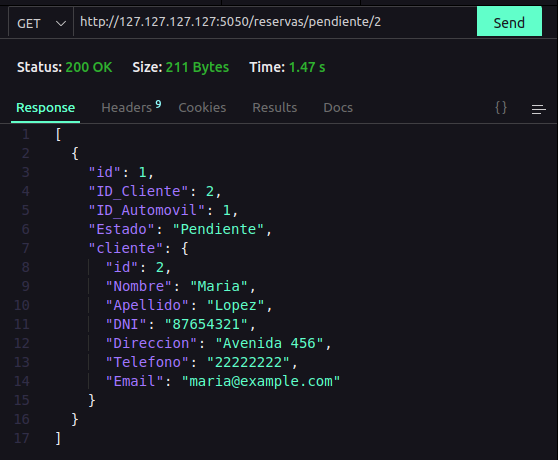 GET http://127.127.127.127:5050/reservas/pendiente/2 Send
Status: 200 OK Size: 211 Bytes Time: 1.47 s
Response Headers 9 Cookies Results Docs {}
1 [
2 {
3 "id": 1,
4 "ID_Cliente": 2,
5 "ID_Automovil": 1,
6 "Estado": "Pendiente",
7 "cliente": {
8 "id": 2,
9 "Nombre": "Maria",
10 "Apellido": "Lopez",
11 "DNI": "87654321",
12 "Direccion": "Avenida 456",
13 "Telefono": "22222222",
14 "Email": "maria@example.com"
15 }
16 }
17 ]